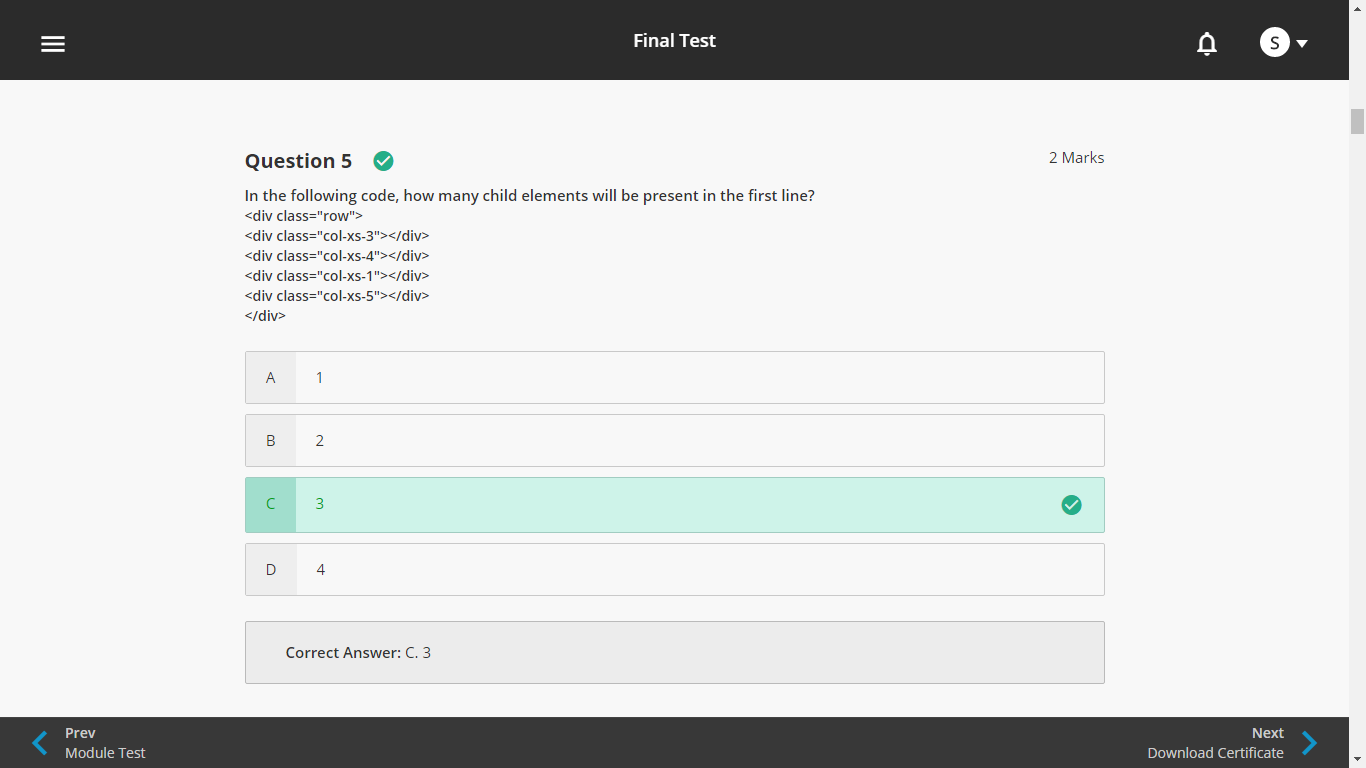 Final Test
S
Question 5
2 Marks
In the following code, how many child elements will be present in the first line?
<div class="row">
<div class="col-xs-3"></div>
<div class="col-xs-4"></div>
<div class="col-xs-1"></div>
<div class="col-xs-5"></div>
</div>
A 1
B 2
C 3
D 4
Correct Answer: C. 3
Prev
Module Test
Next
Download Certificate